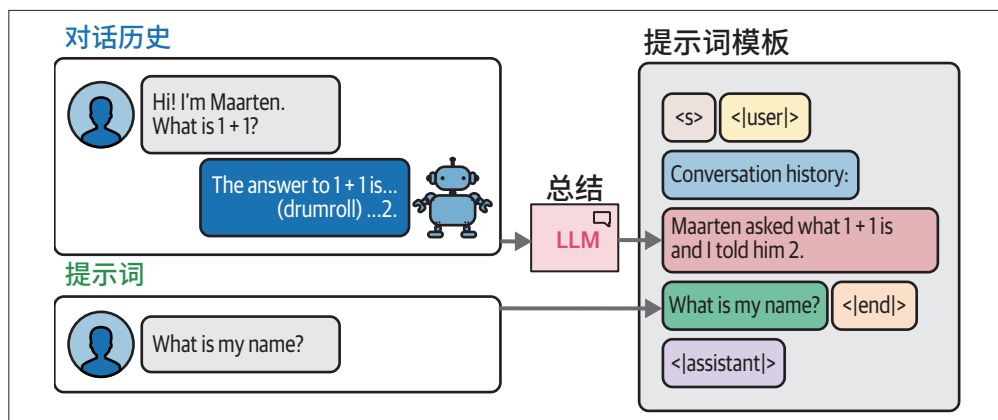 对话历史
Hi! I'm Maarten.
What is 1 + 1?
The answer to 1 + 1 is...
(drumroll) ...2.
总结
LLM
提示词
What is my name?
提示词模板
<s> <|user|>
Conversation history:
Maarten asked what 1 + 1 is
and I told him 2.
What is my name? <|end|>
<|assistant|>